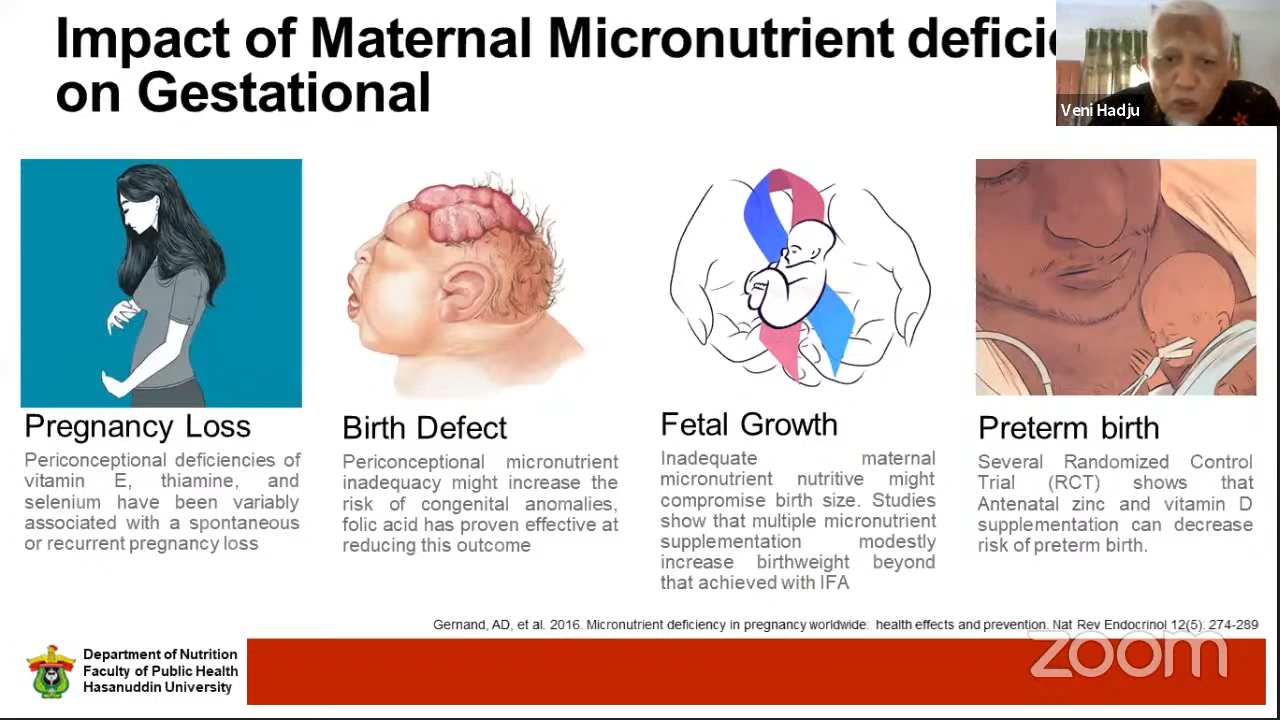 Impact of Maternal Micronutrient
on Gestational
Veni Hadju
Pregnancy Loss
Periconceptional deficiencies of
vitamin E, thiamine, and
selenium have been variably
associated with a spontaneous
or recurrent pregnancy loss
Birth Defect
Periconceptional micronutrient
inadequacy might increase the
risk of congenital anomalies,
folic acid has proven effective at
reducing this outcome
Fetal Growth
Inadequate maternal
micronutrient nutritive might
compromise birth size. Studies
show that multiple micronutrient
supplementation modestly
increase birthweight beyond
that achieved with IFA
Preterm birth
Several Randomized Control
Trial (RCT) shows that
Antenatal zinc and vitamin D
supplementation can decrease
risk of preterm birth.
Gernand, AD, et al. 2016. Micronutrient deficiency in pregnancy worldwide: health effects and prevention. Nat Rev Endocrinol 12(5): 274-289
Department of Nutrition
Faculty of Public Health
Hasanuddin University
zoom